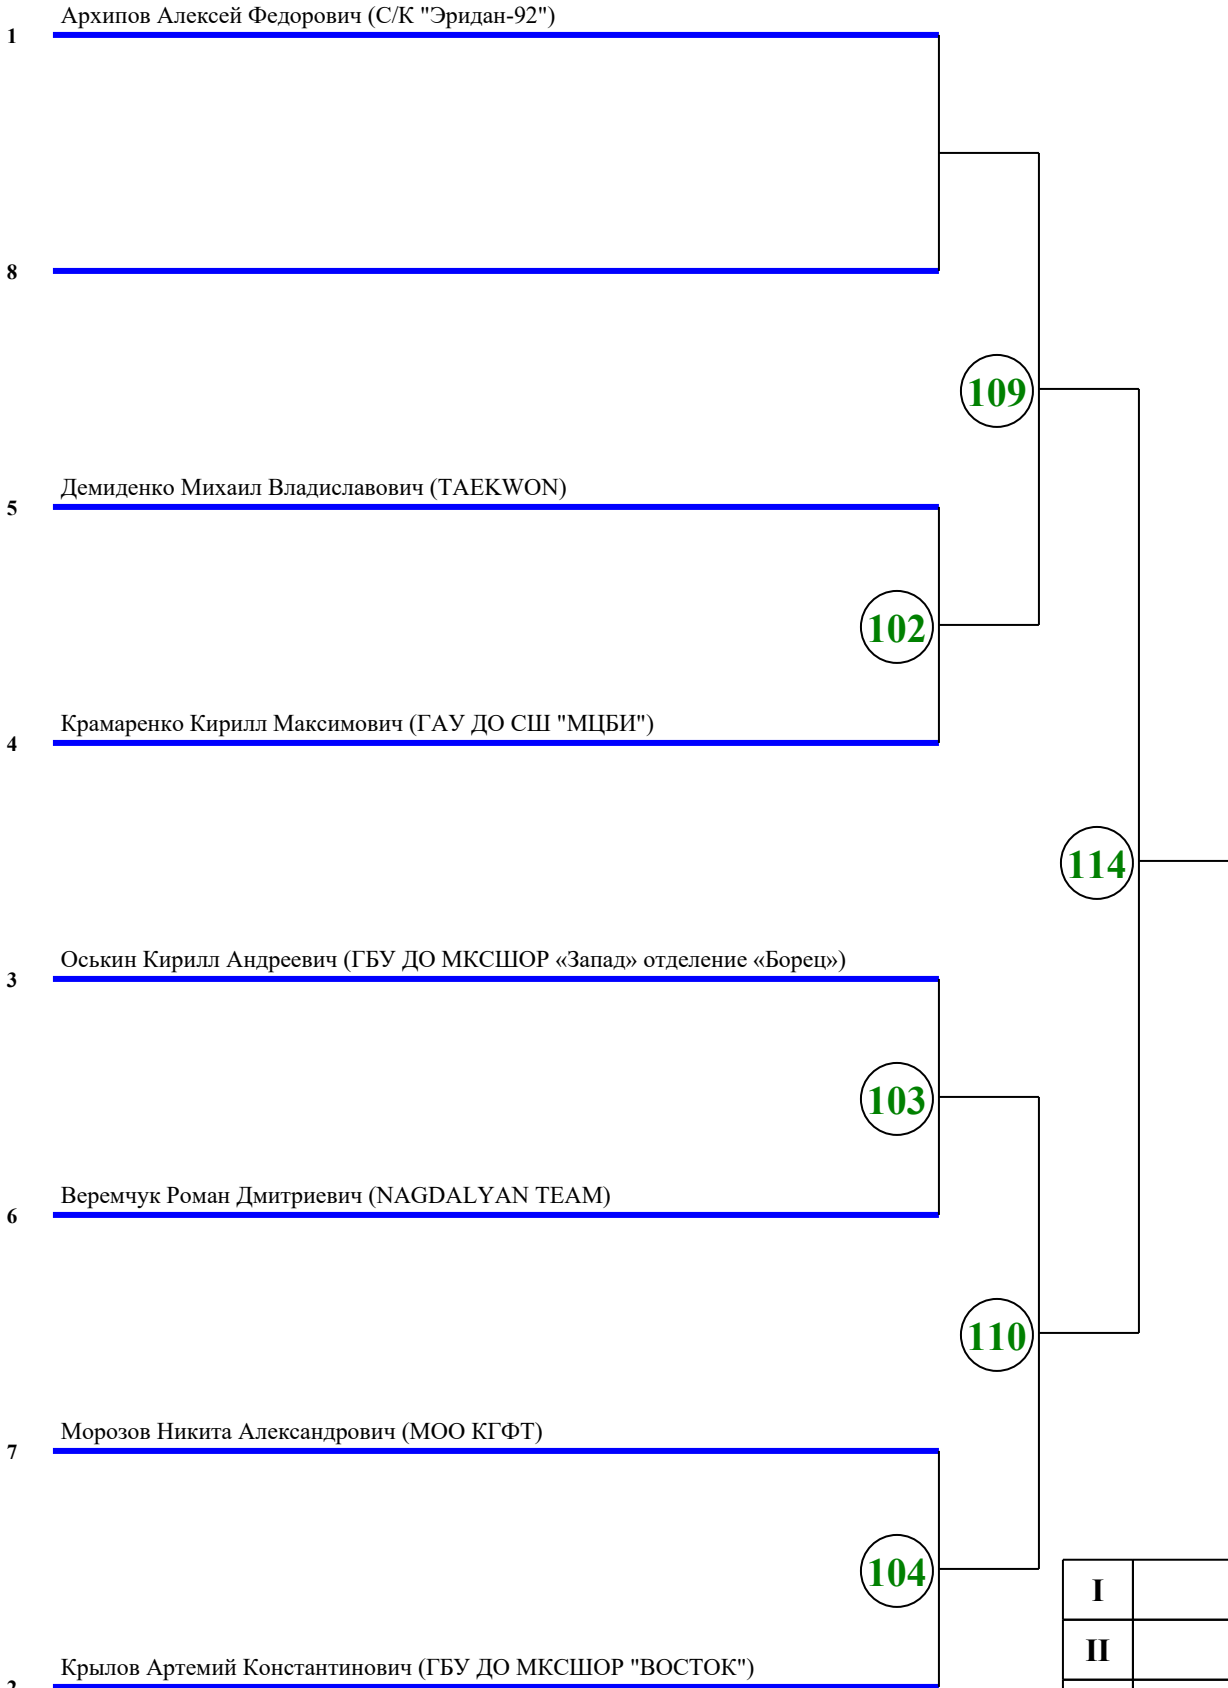 Архипов Алексей Федорович (С/К "Эридан-92")
1
8
109
Демиденко Михаил Владиславович (TAEKWON)
5
102
Крамаренко Кирилл Максимович (ГАУ ДО СШ "МЦБИ")
4
114
Оськин Кирилл Андреевич (ГБУ ДО МКСШОР «Запад» отделение «Борец»)
3
103
Веремчук Роман Дмитриевич (NAGDALYAN TEAM)
6
110
Морозов Никита Александрович (МОО КГФТ)
7
104
I
II
Крылов Артемий Константинович (ГБУ ДО МКСШОР "ВОСТОК")
2